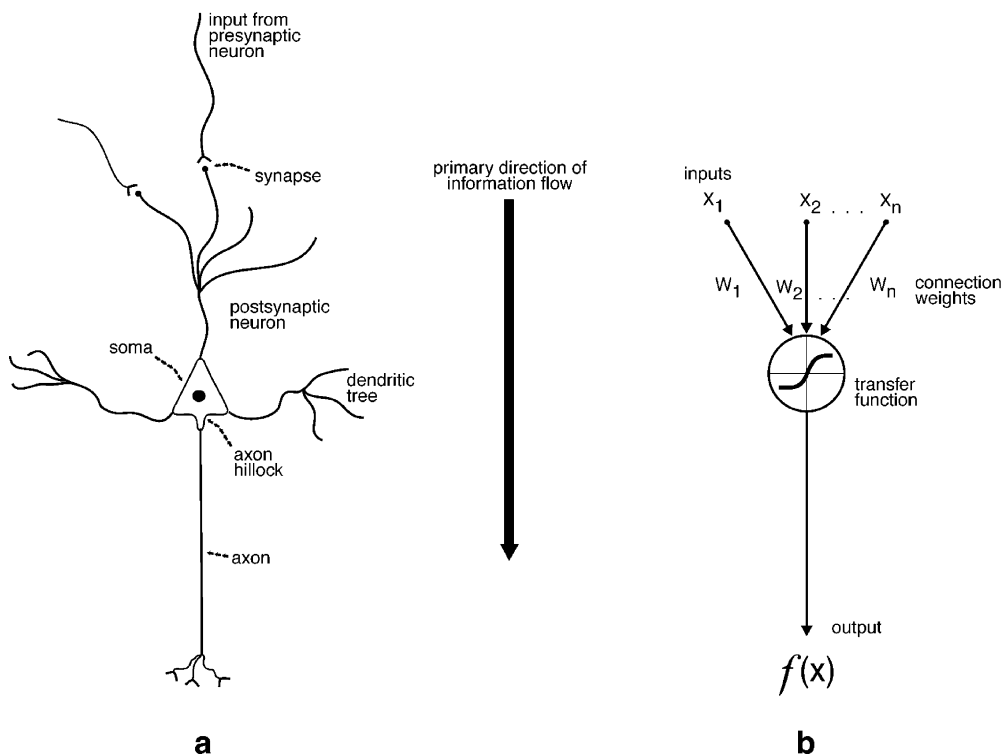 input from
presynaptic
neuron
synapse
postsynaptic
neuron
soma
dendritic
tree
axon
hillock
axon
a
primary direction of
information flow
inputs
X1 X2 . . . Xn
W1 W2 . . . . Wn
connection
weights
transfer
function
output
f(x)
b